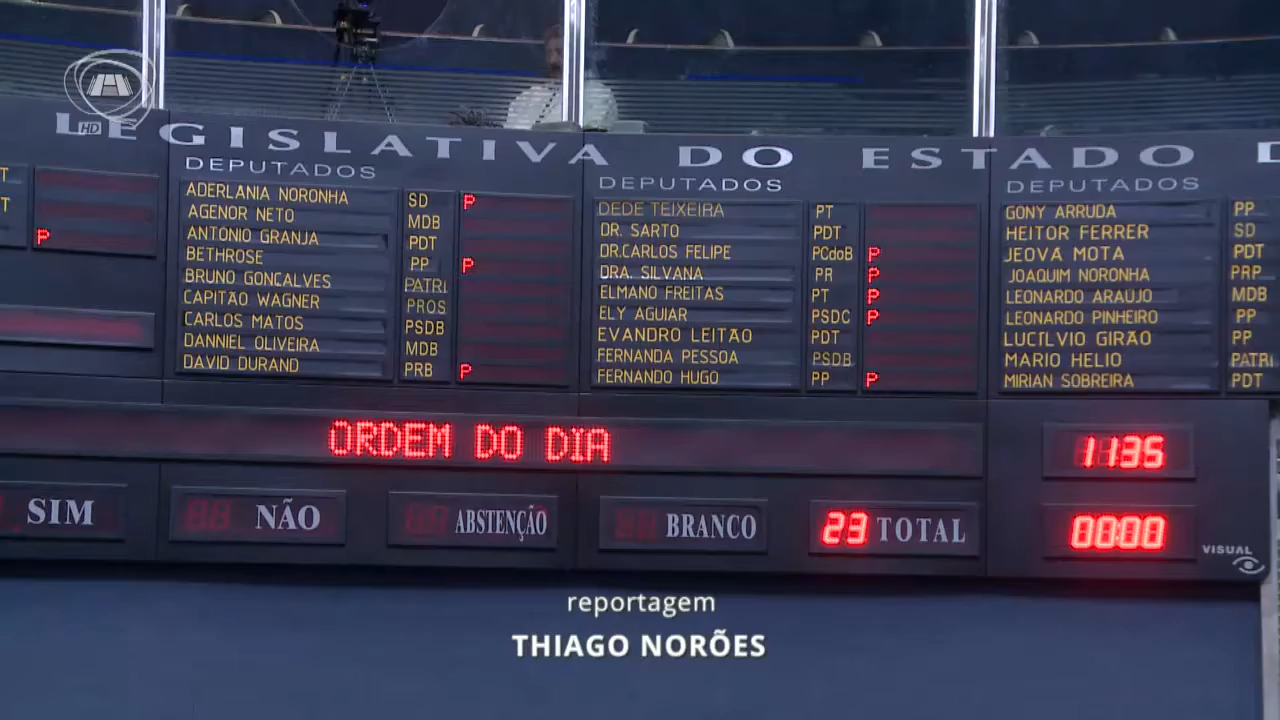 HD
LEGISLATIVA DO ESTADO D
DEPUTADOS
ADERLANIA NORONHA SD P
AGENOR NETO MDB
ANTONIO GRANJA PDT
BETHROSE PP P
BRUNO GONÇALVES PATRI
CAPITÃO WAGNER PROS
CARLOS MATOS PSDB
DANNIEL OLIVEIRA MDB
DAVID DURAND PRB P
DEPUTADOS
DEDE TEIXEIRA PT
DR. SARTO PDT
DR.CARLOS FELIPE PCdoB P
DRA. SILVANA PR P
ELMANO FREITAS PT P
ELY AGUIAR PSDC P
EVANDRO LEITÃO PDT
FERNANDA PESSOA PSDB
FERNANDO HUGO PP P
DEPUTADOS
GONY ARRUDA PP
HEITOR FERRER SD
JEOVÁ MOTA PDT
JOAQUIM NORONHA PRP
LEONARDO ARAÚJO MDB
LEONARDO PINHEIRO PP
LUCÍLVIO GIRÃO PP
MARIO HELIO PATRI
MIRIAN SOBREIRA PDT
T
T
P
ORDEM DO DIA
1135
SIM NÃO ABSTENÇÃO BRANCO 23 TOTAL
00:00
VISUAL
reportagem
THIAGO NORÕES